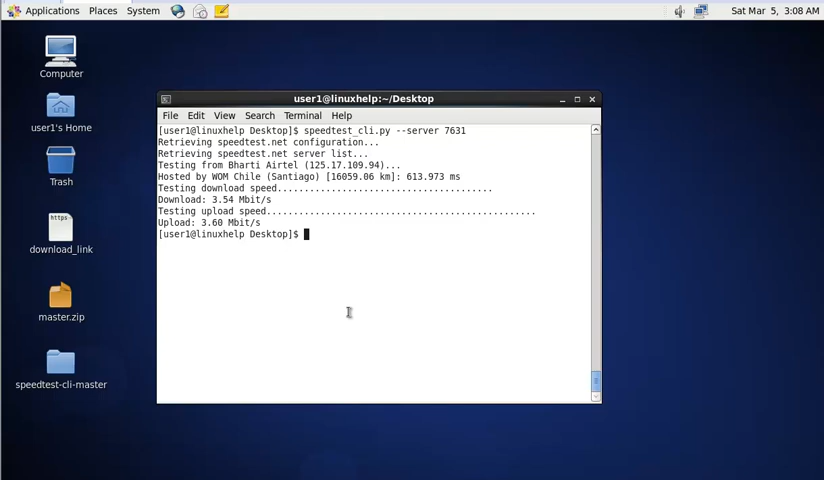 Applications Places System Sat Mar 5, 3:08 AM
Computer
user1's Home
Trash
https-
download_link
master.zip
speedtest-cli-master
user1@linuxhelp:~/Desktop
File Edit View Search Terminal Help
[user1@linuxhelp Desktop]$ speedtest_cli.py --server 7631
Retrieving speedtest.net configuration...
Retrieving speedtest.net server list...
Testing from Bharti Airtel (125.17.109.94)...
Hosted by WOM Chile (Santiago) [16059.06 km]: 613.973 ms
Testing download speed........................................
Download: 3.54 Mbit/s
Testing upload speed..................................................
Upload: 3.60 Mbit/s
[user1@linuxhelp Desktop]$